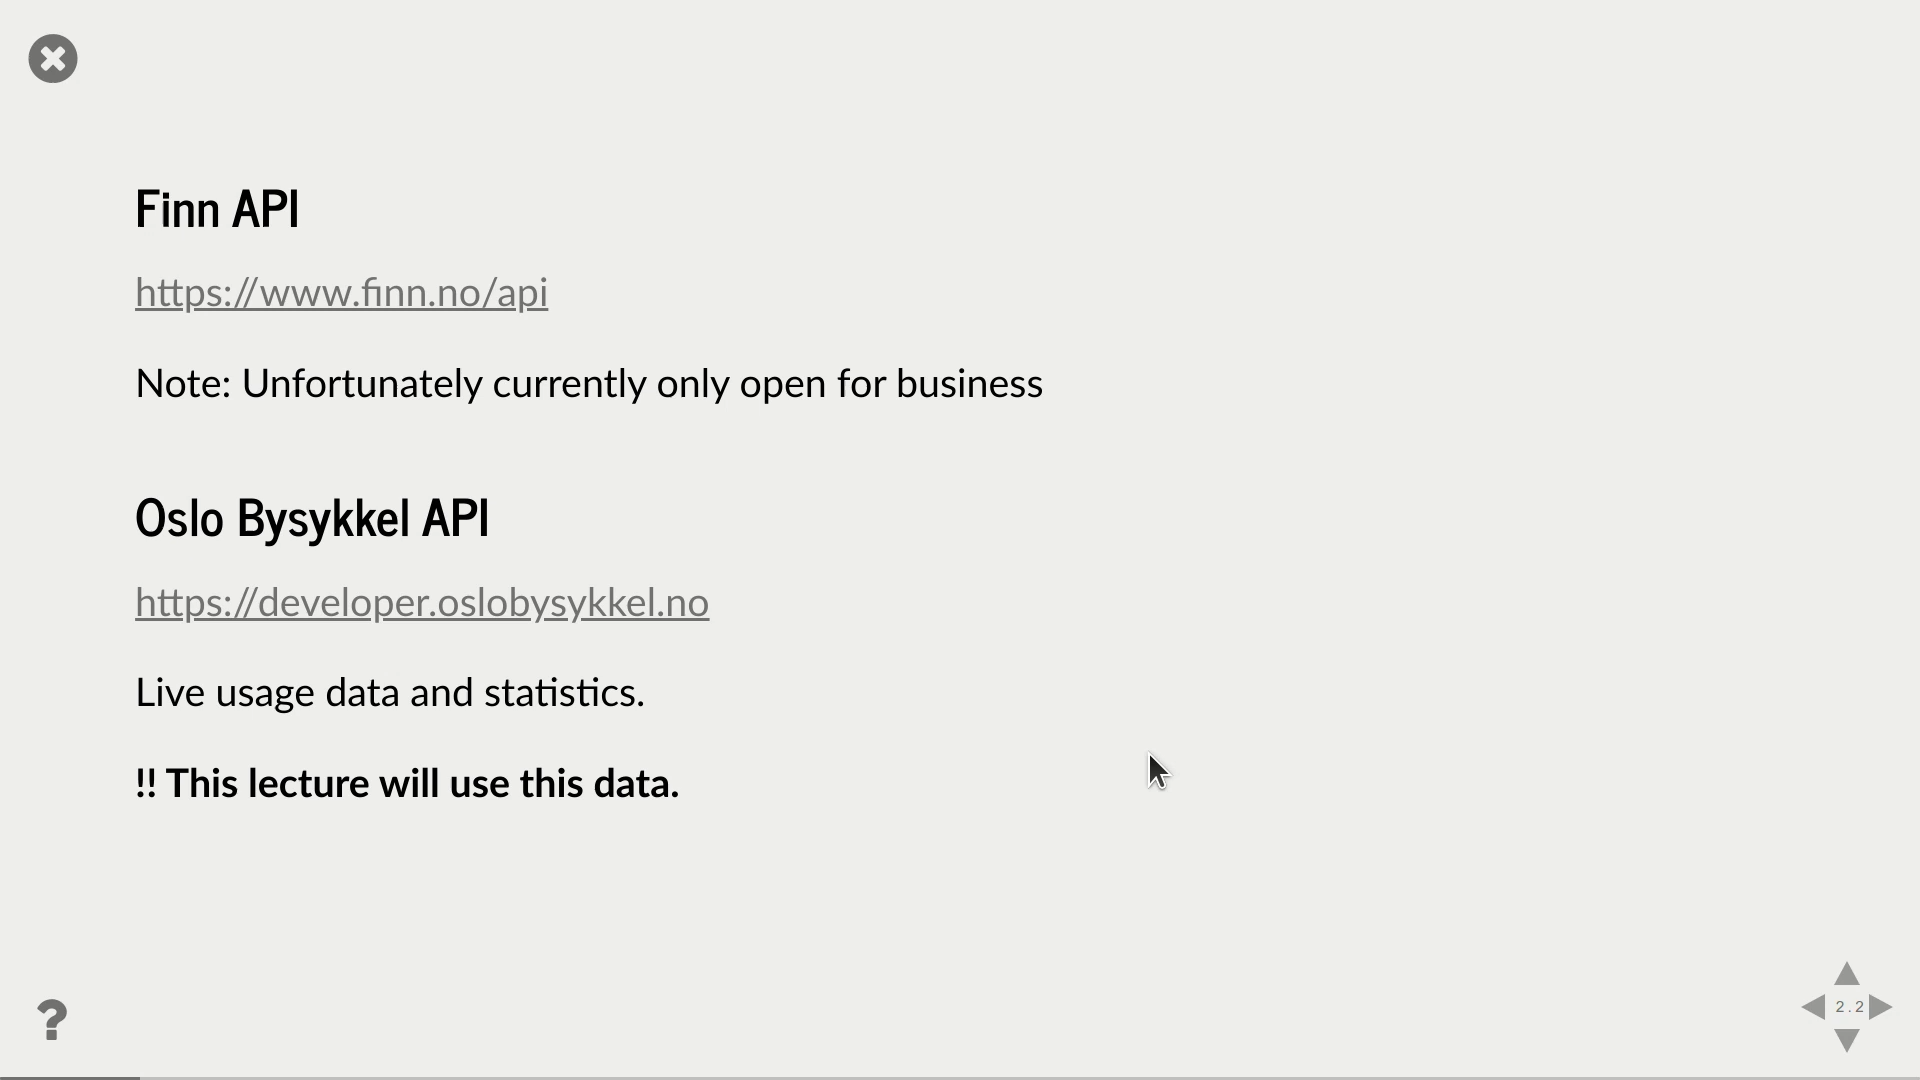 Finn API
https://www.finn.no/api
Note: Unfortunately currently only open for business
Oslo Bysykkel API
https://developer.oslobysykkel.no
Live usage data and statistics.
!! This lecture will use this data.
?
2.2